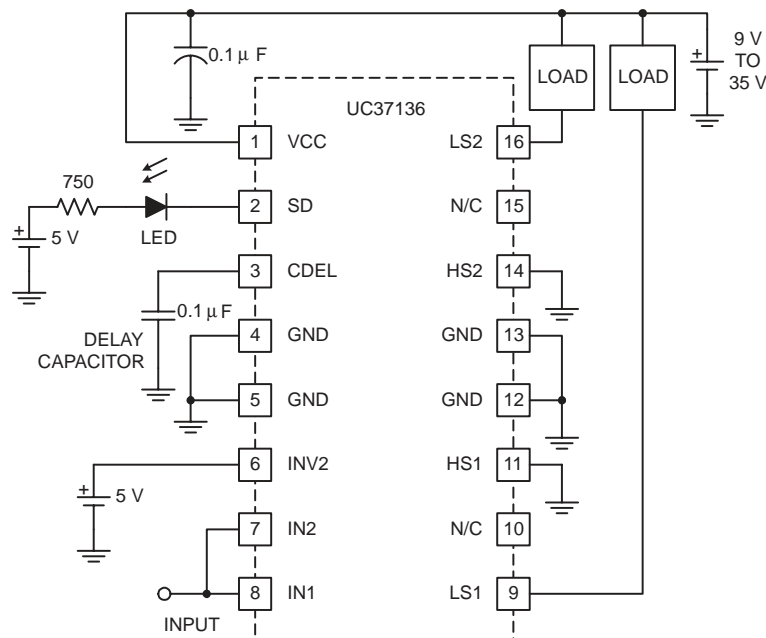 0.1 μ F
LOAD
LOAD
9 V
TO
35 V
UC37136
1 VCC
LS2 16
750
LED
5 V
2 SD
N/C 15
3 CDEL
HS2 14
0.1 μ F
DELAY
CAPACITOR
4 GND
GND 13
5 GND
GND 12
6 INV2
HS1 11
5 V
7 IN2
N/C 10
8 IN1
LS1 9
INPUT
+
+
+